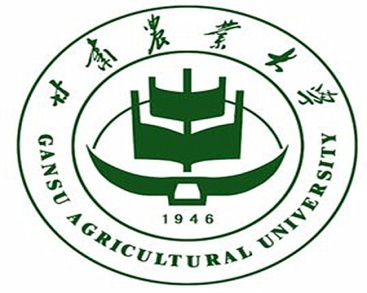 甘肃农业大学
1946
GANSU AGRICULTURAL UNIVERSITY